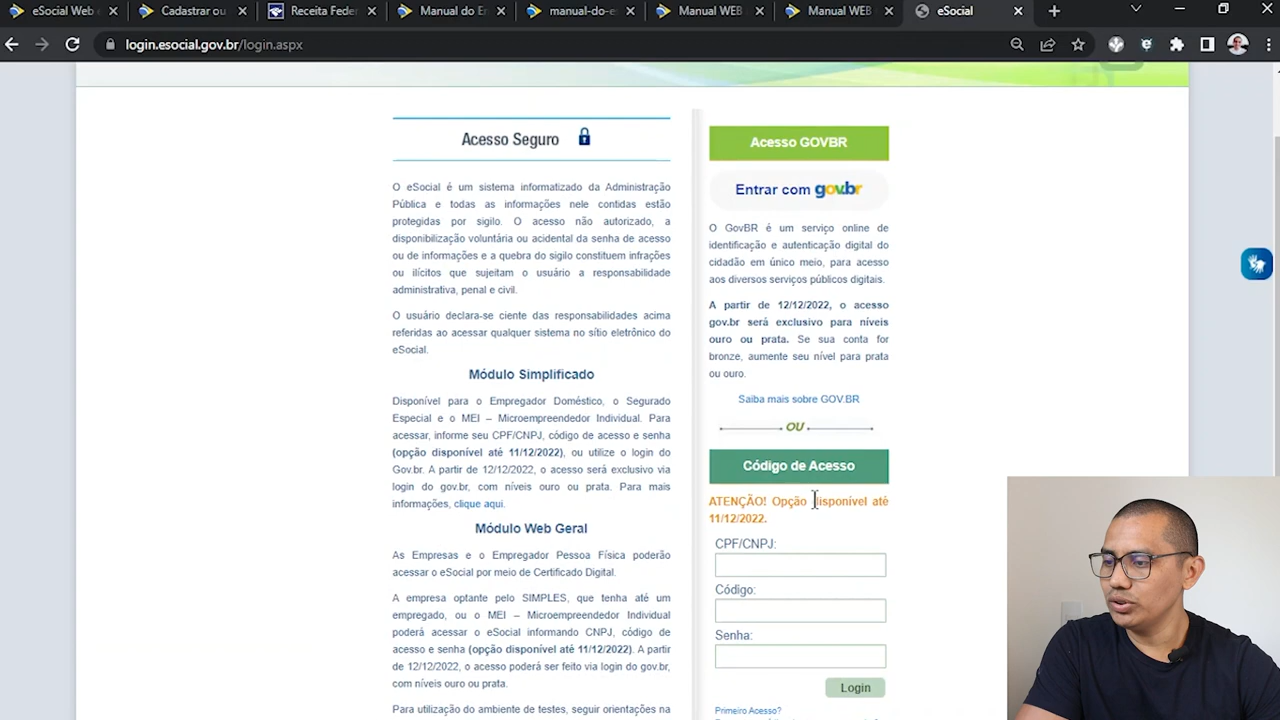 eSocial Web e
Cadastrar ou
Receita Feder
Manual do E
manual-do-e
Manual WEB
Manual WEB
eSocial
login.esocial.gov.br/login.aspx
Acesso Seguro
O eSocial é um sistema informatizado da Administração
Pública e todas as informações nele contidas estão
protegidas por sigilo. O acesso não autorizado, a
disponibilização voluntária ou acidental da senha de acesso
ou de informações e a quebra do sigilo constituem infrações
ou ilícitos que sujeitam o usuário a responsabilidade
administrativa, penal e civil.
O usuário declara-se ciente das responsabilidades acima
referidas ao acessar qualquer sistema no sítio eletrônico do
eSocial.
Módulo Simplificado
Disponível para o Empregador Doméstico, o Segurado
Especial e o MEI – Microempreendedor Individual. Para
acessar, informe seu CPF/CNPJ, código de acesso e senha
(opção disponível até 11/12/2022), ou utilize o login do
Gov.br. A partir de 12/12/2022, o acesso será exclusivo via
login do gov.br, com níveis ouro ou prata. Para mais
informações, clique aqui.
Módulo Web Geral
As Empresas e o Empregador Pessoa Física poderão
acessar o eSocial por meio de Certificado Digital.
A empresa optante pelo SIMPLES, que tenha até um
empregado, ou o MEI – Microempreendedor Individual
poderá acessar o eSocial informando CNPJ, código de
acesso e senha (opção disponível até 11/12/2022). A partir
de 12/12/2022, o acesso poderá ser feito via login do gov.br,
com níveis ouro ou prata.
Para utilização do ambiente de testes, seguir orientações na
Acesso GOVBR
Entrar com gov.br
O GovBR é um serviço online de
identificação e autenticação digital do
cidadão em único meio, para acesso
aos diversos serviços públicos digitais.
A partir de 12/12/2022, o acesso
gov.br será exclusivo para níveis
ouro ou prata. Se sua conta for
bronze, aumente seu nível para prata
ou ouro.
Saiba mais sobre GOV.BR
OU
Código de Acesso
ATENÇÃO! Opção disponível até
11/12/2022.
CPF/CNPJ:
Código:
Senha:
Login
Primeiro Acesso?